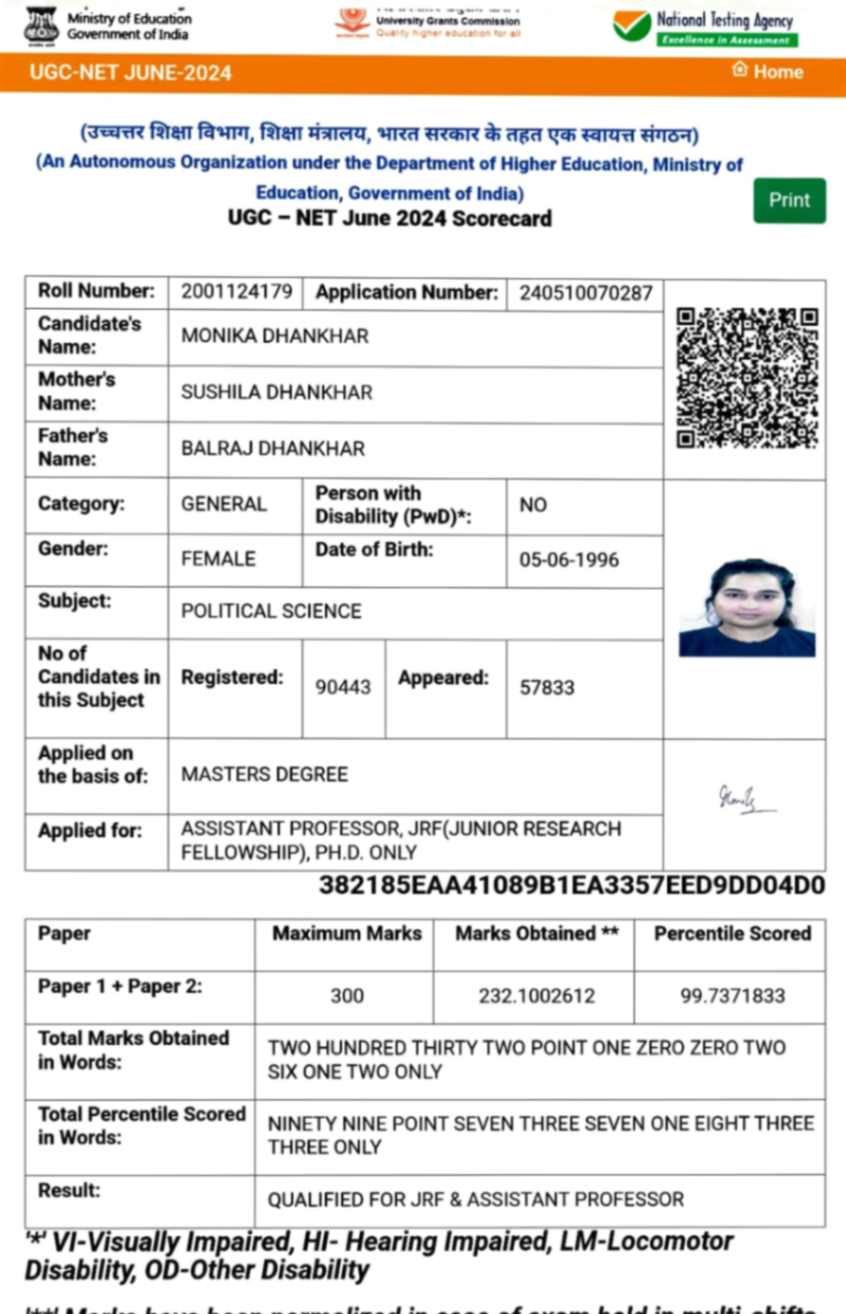 Ministry of Education
Government of India
University Grants Commission
Quality higher education for all
National Testing Agency
Excellence in Assessment
UGC-NET JUNE-2024
Home
(उच्चत्तर शिक्षा विभाग, शिक्षा मंत्रालय, भारत सरकार के तहत एक स्वायत्त संगठन)
(An Autonomous Organization under the Department of Higher Education, Ministry of
Education, Government of India)
Print
UGC – NET June 2024 Scorecard
Roll Number: 2001124179 Application Number: 240510070287
Candidate's
Name: MONIKA DHANKHAR
Mother's
Name: SUSHILA DHANKHAR
Father's
Name: BALRAJ DHANKHAR
Category: GENERAL Person with
Disability (PwD)*: NO
Gender: FEMALE Date of Birth: 05-06-1996
Subject: POLITICAL SCIENCE
No of
Candidates in
this Subject Registered: 90443 Appeared: 57833
Applied on
the basis of: MASTERS DEGREE
Applied for: ASSISTANT PROFESSOR, JRF(JUNIOR RESEARCH
FELLOWSHIP), PH.D. ONLY
382185EAA41089B1EA3357EED9DD04D0
Paper Maximum Marks Marks Obtained ** Percentile Scored
Paper 1 + Paper 2: 300 232.1002612 99.7371833
Total Marks Obtained
in Words: TWO HUNDRED THIRTY TWO POINT ONE ZERO ZERO TWO
SIX ONE TWO ONLY
Total Percentile Scored
in Words: NINETY NINE POINT SEVEN THREE SEVEN ONE EIGHT THREE
THREE ONLY
Result: QUALIFIED FOR JRF & ASSISTANT PROFESSOR
'*' VI-Visually Impaired, HI- Hearing Impaired, LM-Locomotor
Disability, OD-Other Disability